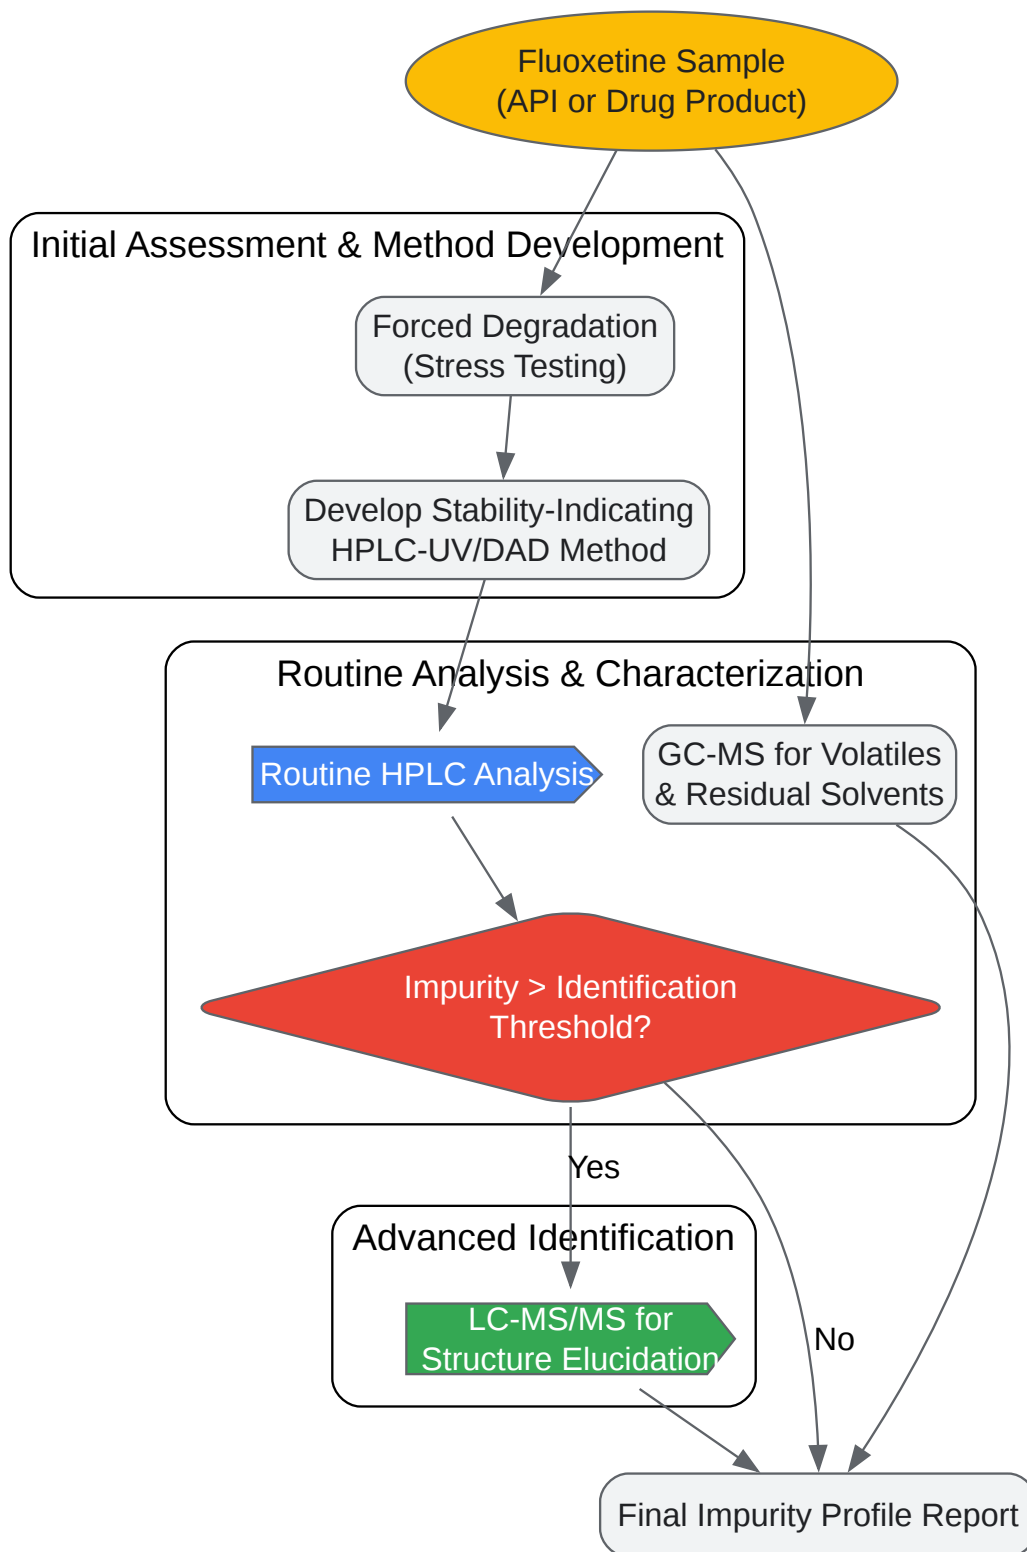 Fluoxetine Sample
(API or Drug Product)
Initial Assessment & Method Development
Forced Degradation
(Stress Testing)
Develop Stability-Indicating
HPLC-UV/DAD Method
Routine Analysis & Characterization
Routine HPLC Analysis
GC-MS for Volatiles
& Residual Solvents
Impurity > Identification
Threshold?
Yes
Advanced Identification
LC-MS/MS for
Structure Elucidation
No
Final Impurity Profile Report